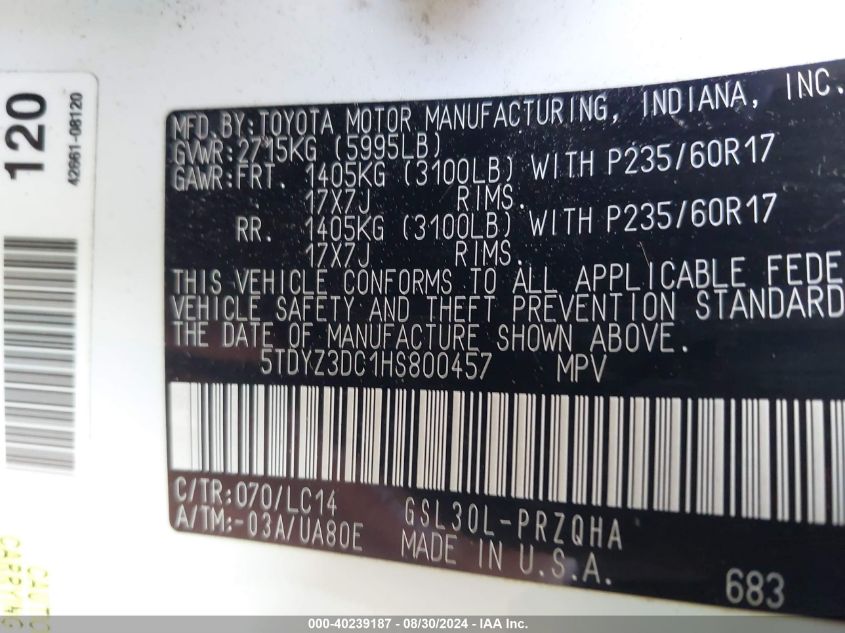 120
42661-08120
MFD. BY: TOYOTA MOTOR MANUFACTURING, INDIANA, INC.
GVWR: 2715KG (5995LB)
GAWR: FRT. 1405KG (3100LB) WITH P235/60R17
17X7J RIMS.
RR. 1405KG (3100LB) WITH P235/60R17
17X7J RIMS.
THIS VEHICLE CONFORMS TO ALL APPLICABLE FEDE
VEHICLE SAFETY AND THEFT PREVENTION STANDARD
THE DATE OF MANUFACTURE SHOWN ABOVE.
5TDYZ3DC1HS800457 MPV
C/TR: 070/LC14 GSL30L-PRZQHA
A/TM: -03A/UA80E MADE IN U.S.A.
683
CAUTIO
CARRYING
000-40239187 - 08/30/2024 - IAA Inc.